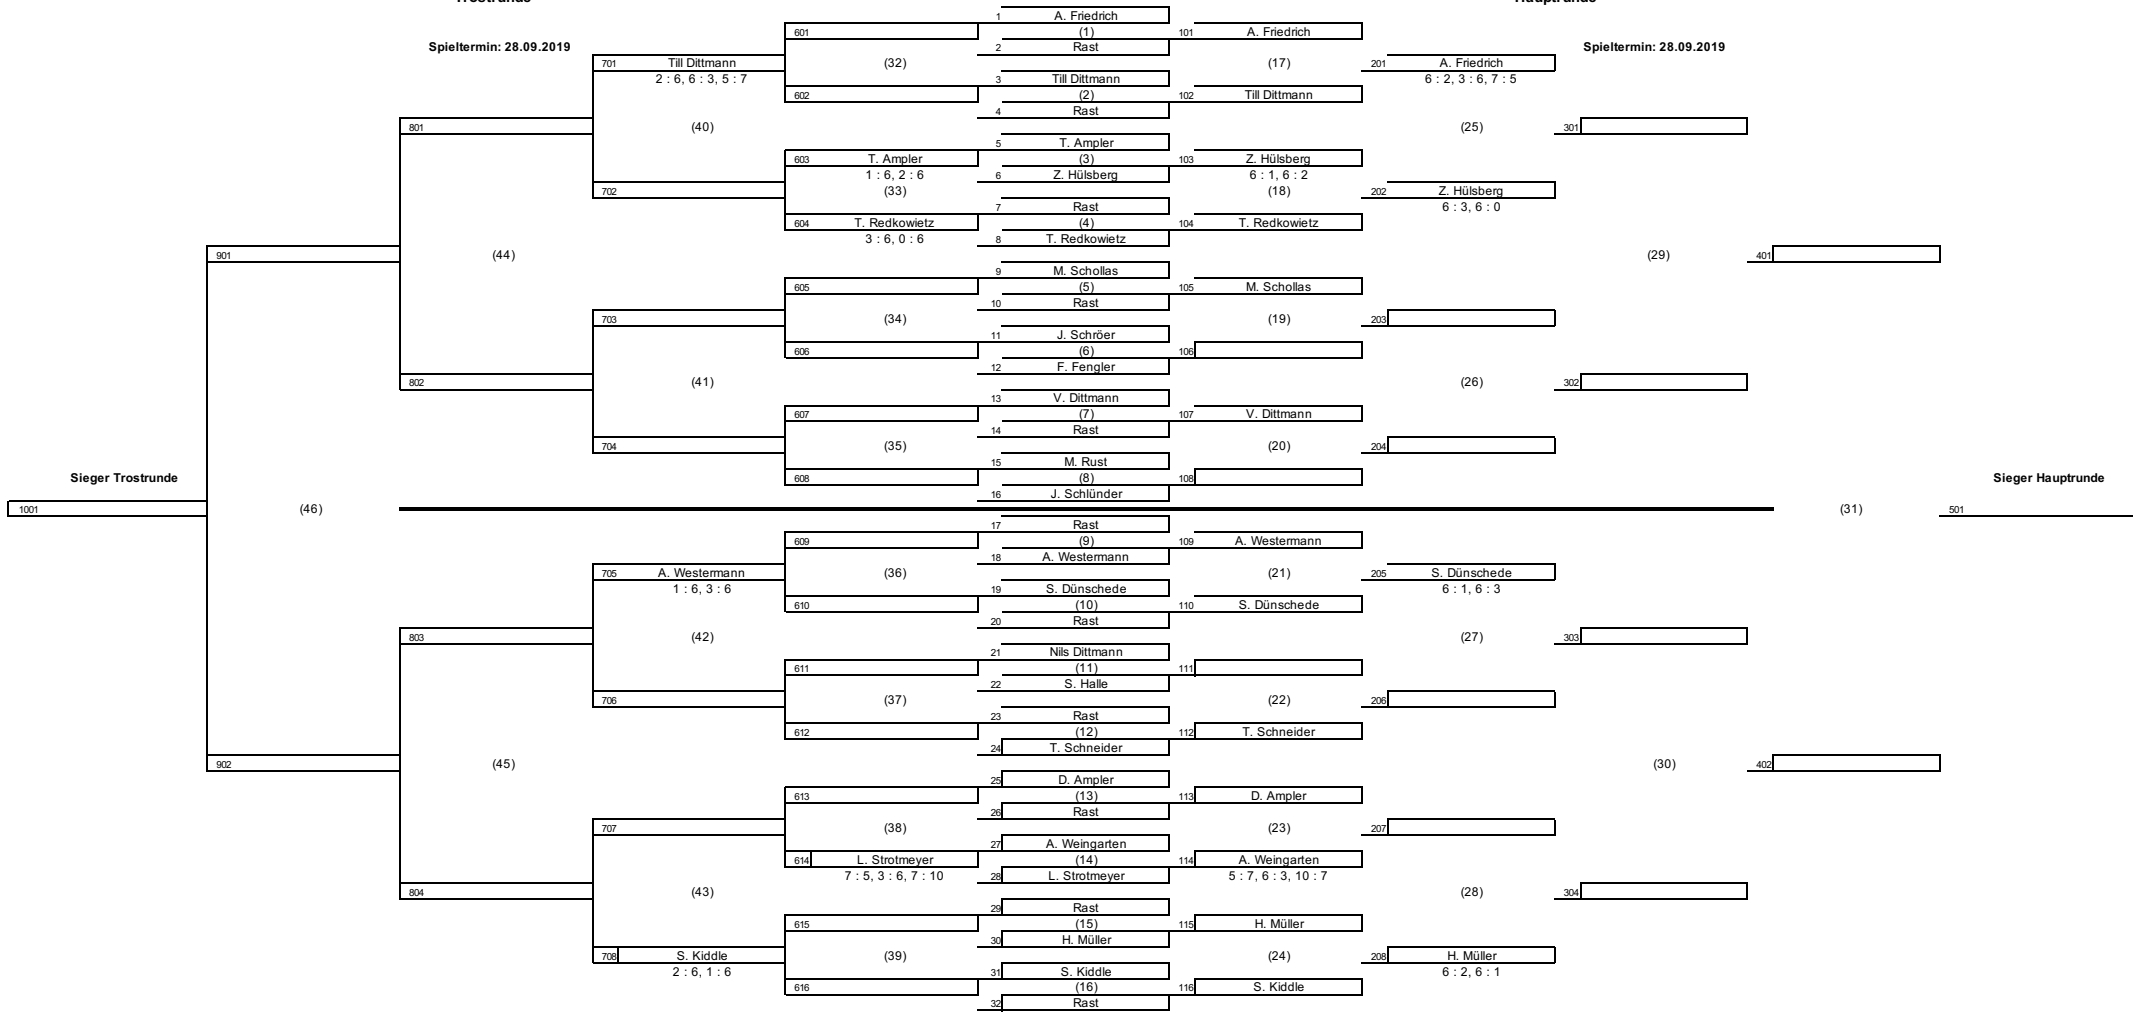 Trostrunde Hauptrunde
1 A. Friedrich
601 (1) 101 A. Friedrich
Spieltermin: 28.09.2019 2 Rast Spieltermin: 28.09.2019
701 Till Dittmann (32) (17) 201 A. Friedrich
2 : 6, 6 : 3, 5 : 7 3 Till Dittmann 6 : 2, 3 : 6, 7 : 5
602 (2) 102 Till Dittmann
4 Rast
801 (40) (25) 301
5 T. Ampler
603 T. Ampler (3) 103 Z. Hülsberg
1 : 6, 2 : 6 6 Z. Hülsberg 6 : 1, 6 : 2
702 (33) (18) 202 Z. Hülsberg
7 Rast 6 : 3, 6 : 0
604 T. Redkowietz (4) 104 T. Redkowietz
3 : 6, 0 : 6 8 T. Redkowietz
901 (44) (29) 401
9 M. Schollas
605 (5) 105 M. Schollas
10 Rast
703 (34) (19) 203
11 J. Schröer
606 (6) 106
12 F. Fengler
802 (41) (26) 302
13 V. Dittmann
607 (7) 107 V. Dittmann
14 Rast
704 (35) (20) 204
15 M. Rust
Sieger Trostrunde 608 (8) 108 Sieger Hauptrunde
16 J. Schlünder
1001 (46) (31) 501
17 Rast
609 (9) 109 A. Westermann
18 A. Westermann
705 A. Westermann (36) (21) 205 S. Dünschede
1 : 6, 3 : 6 19 S. Dünschede 6 : 1, 6 : 3
610 (10) 110 S. Dünschede
20 Rast
803 (42) (27) 303
21 Nils Dittmann
611 (11) 111
22 S. Halle
706 (37) (22) 206
23 Rast
612 (12) 112 T. Schneider
24 T. Schneider
902 (45) (30) 402
25 D. Ampler
613 (13) 113 D. Ampler
26 Rast
707 (38) (23) 207
27 A. Weingarten
614 L. Strotmeyer (14) 114 A. Weingarten
7 : 5, 3 : 6, 7 : 10 28 L. Strotmeyer 5 : 7, 6 : 3, 10 : 7
804 (43) (28) 304
29 Rast
615 (15) 115 H. Müller
30 H. Müller
708 S. Kiddle (39) (24) 208 H. Müller
2 : 6, 1 : 6 31 S. Kiddle 6 : 2, 6 : 1
616 (16) 116 S. Kiddle
32 Rast